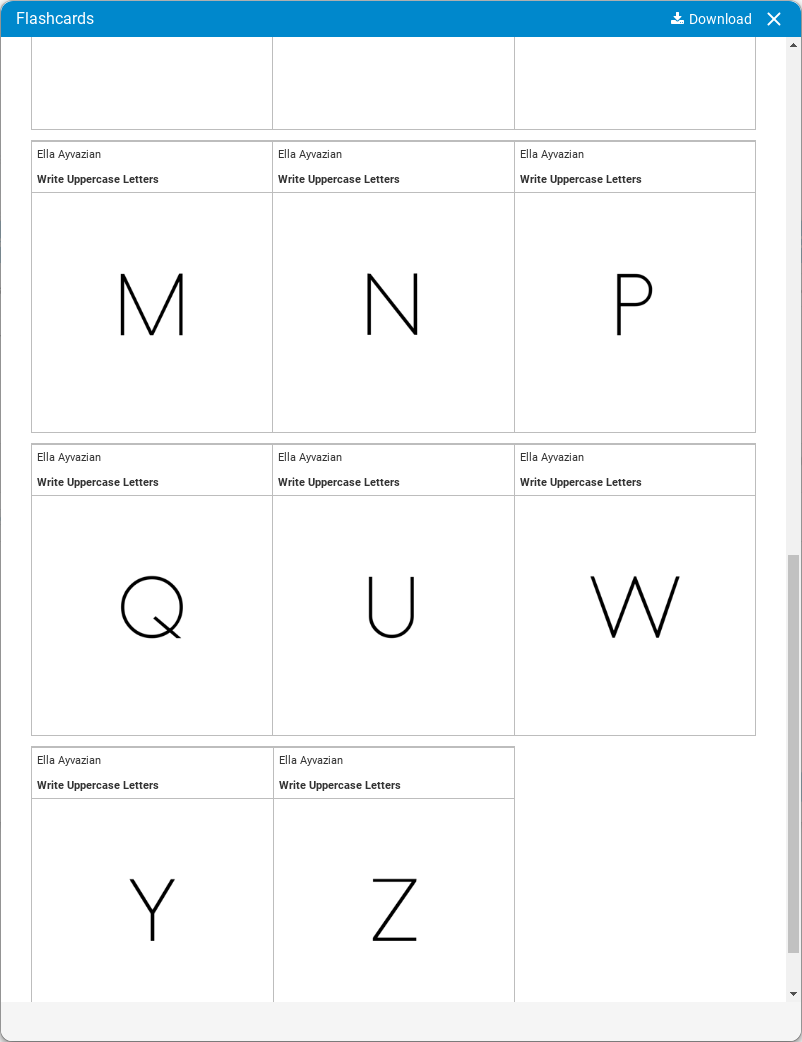 Flashcards Download
Ella Ayvazian Ella Ayvazian Ella Ayvazian
Write Uppercase Letters Write Uppercase Letters Write Uppercase Letters
M N P
Ella Ayvazian Ella Ayvazian Ella Ayvazian
Write Uppercase Letters Write Uppercase Letters Write Uppercase Letters
Q U W
Ella Ayvazian Ella Ayvazian
Write Uppercase Letters Write Uppercase Letters
Y Z